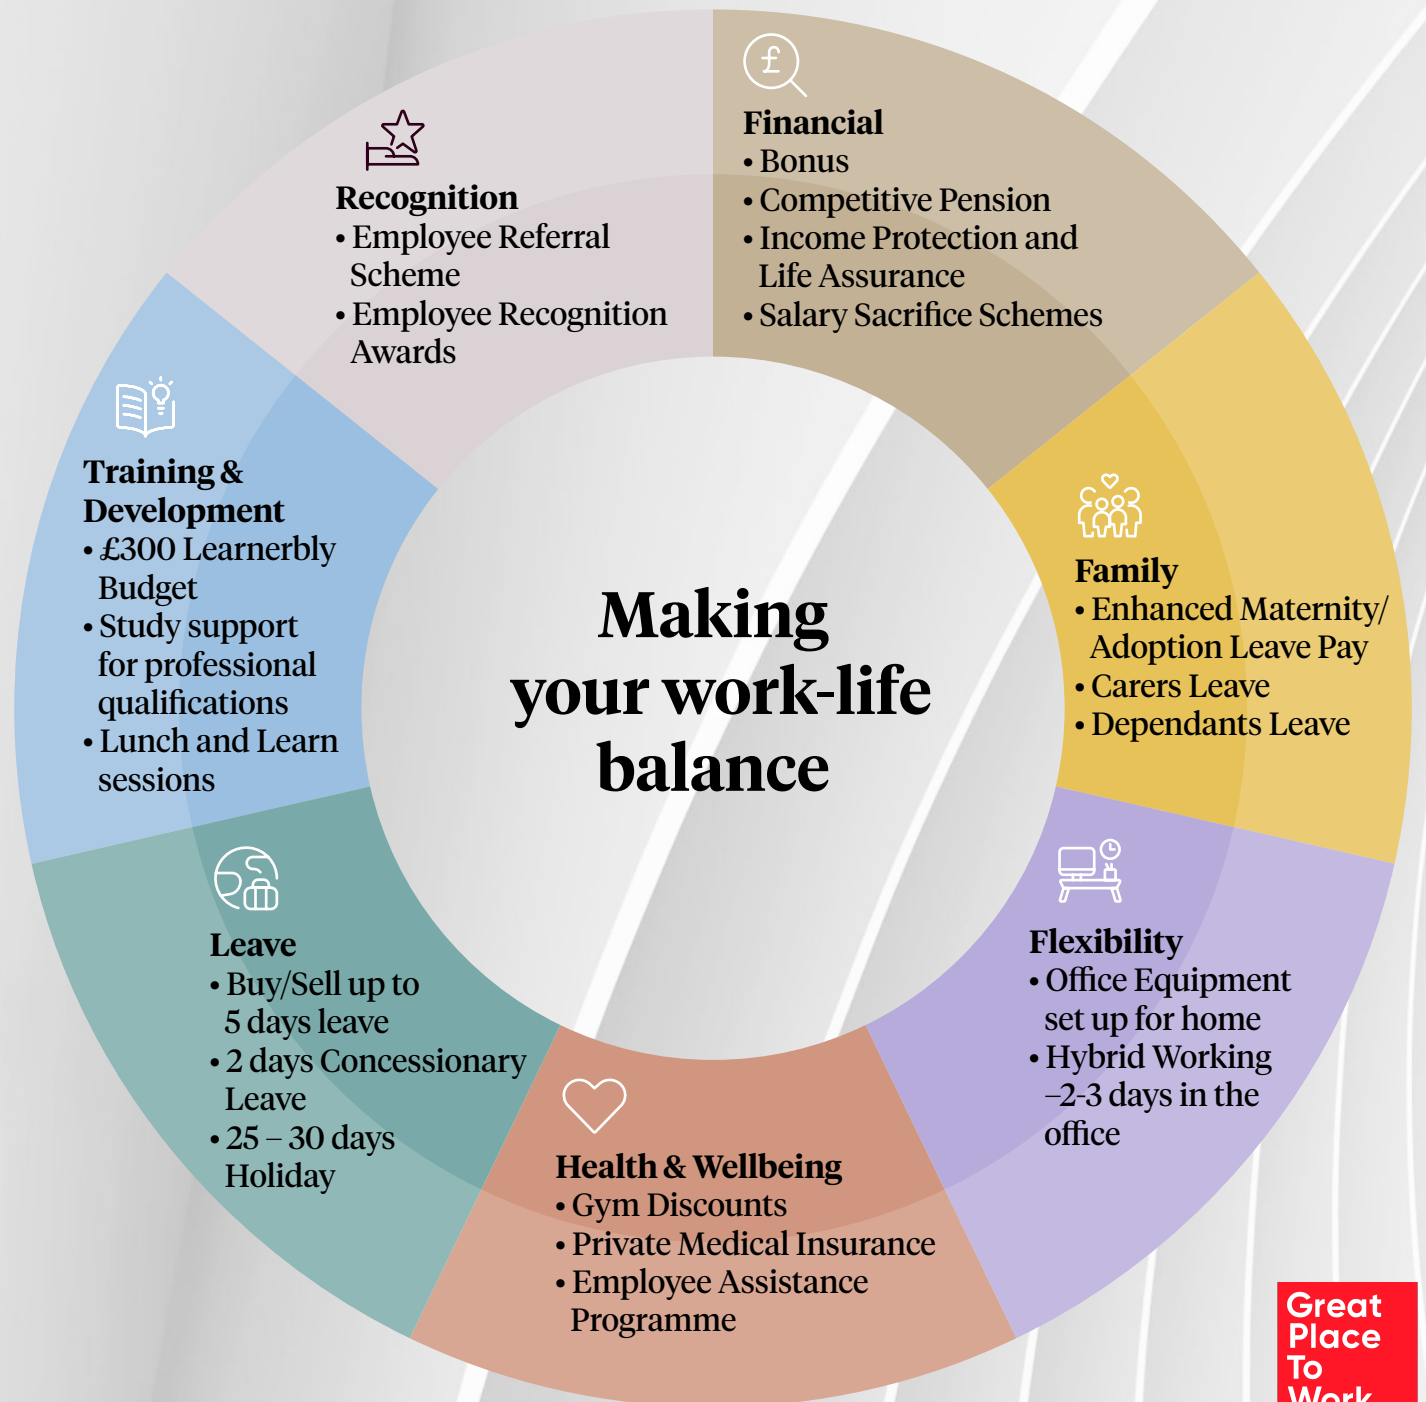 Financial
• Bonus
• Competitive Pension
• Income Protection and
Life Assurance
• Salary Sacrifice Schemes
Family
• Enhanced Maternity/
Adoption Leave Pay
• Carers Leave
• Dependants Leave
Flexibility
• Office Equipment
set up for home
• Hybrid Working
–2-3 days in the
office
Health & Wellbeing
• Gym Discounts
• Private Medical Insurance
• Employee Assistance
Programme
Leave
• Buy/Sell up to
5 days leave
• 2 days Concessionary
Leave
• 25 – 30 days
Holiday
Training &
Development
• £300 Learnerbly
Budget
• Study support
for professional
qualifications
• Lunch and Learn
sessions
Recognition
• Employee Referral
Scheme
• Employee Recognition
Awards
Making
your work-life
balance
Great
Place
To
Work